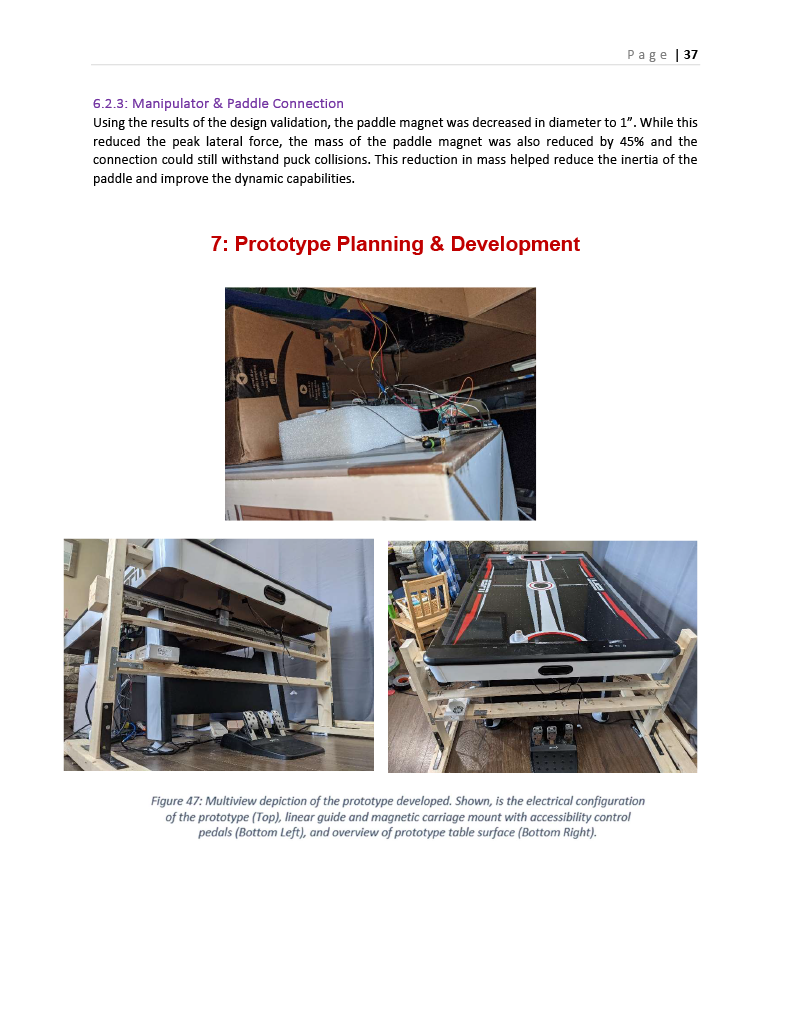 Page | 37
6.2.3: Manipulator & Paddle Connection
Using the results of the design validation, the paddle magnet was decreased in diameter to 1”. While this
reduced the peak lateral force, the mass of the paddle magnet was also reduced by 45% and the
connection could still withstand puck collisions. This reduction in mass helped reduce the inertia of the
paddle and improve the dynamic capabilities.
7: Prototype Planning & Development
Figure 47: Multiview depiction of the prototype developed. Shown, is the electrical configuration
of the prototype (Top), linear guide and magnetic carriage mount with accessibility control
pedals (Bottom Left), and overview of prototype table surface (Bottom Right).